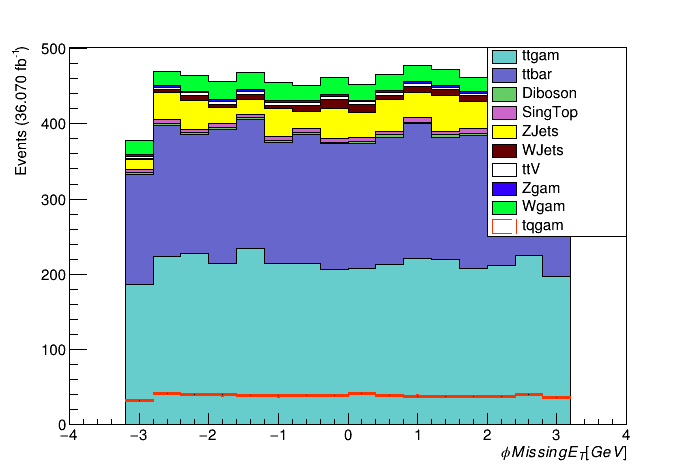 Events (36.070 fb⁻¹)
500
400
300
200
100
0
−4
−3
−2
−1
0
1
2
3
4
ϕMissingE_T[GeV]
ttgam
ttbar
Diboson
SingTop
ZJets
WJets
ttV
Zgam
Wgam
tqgam